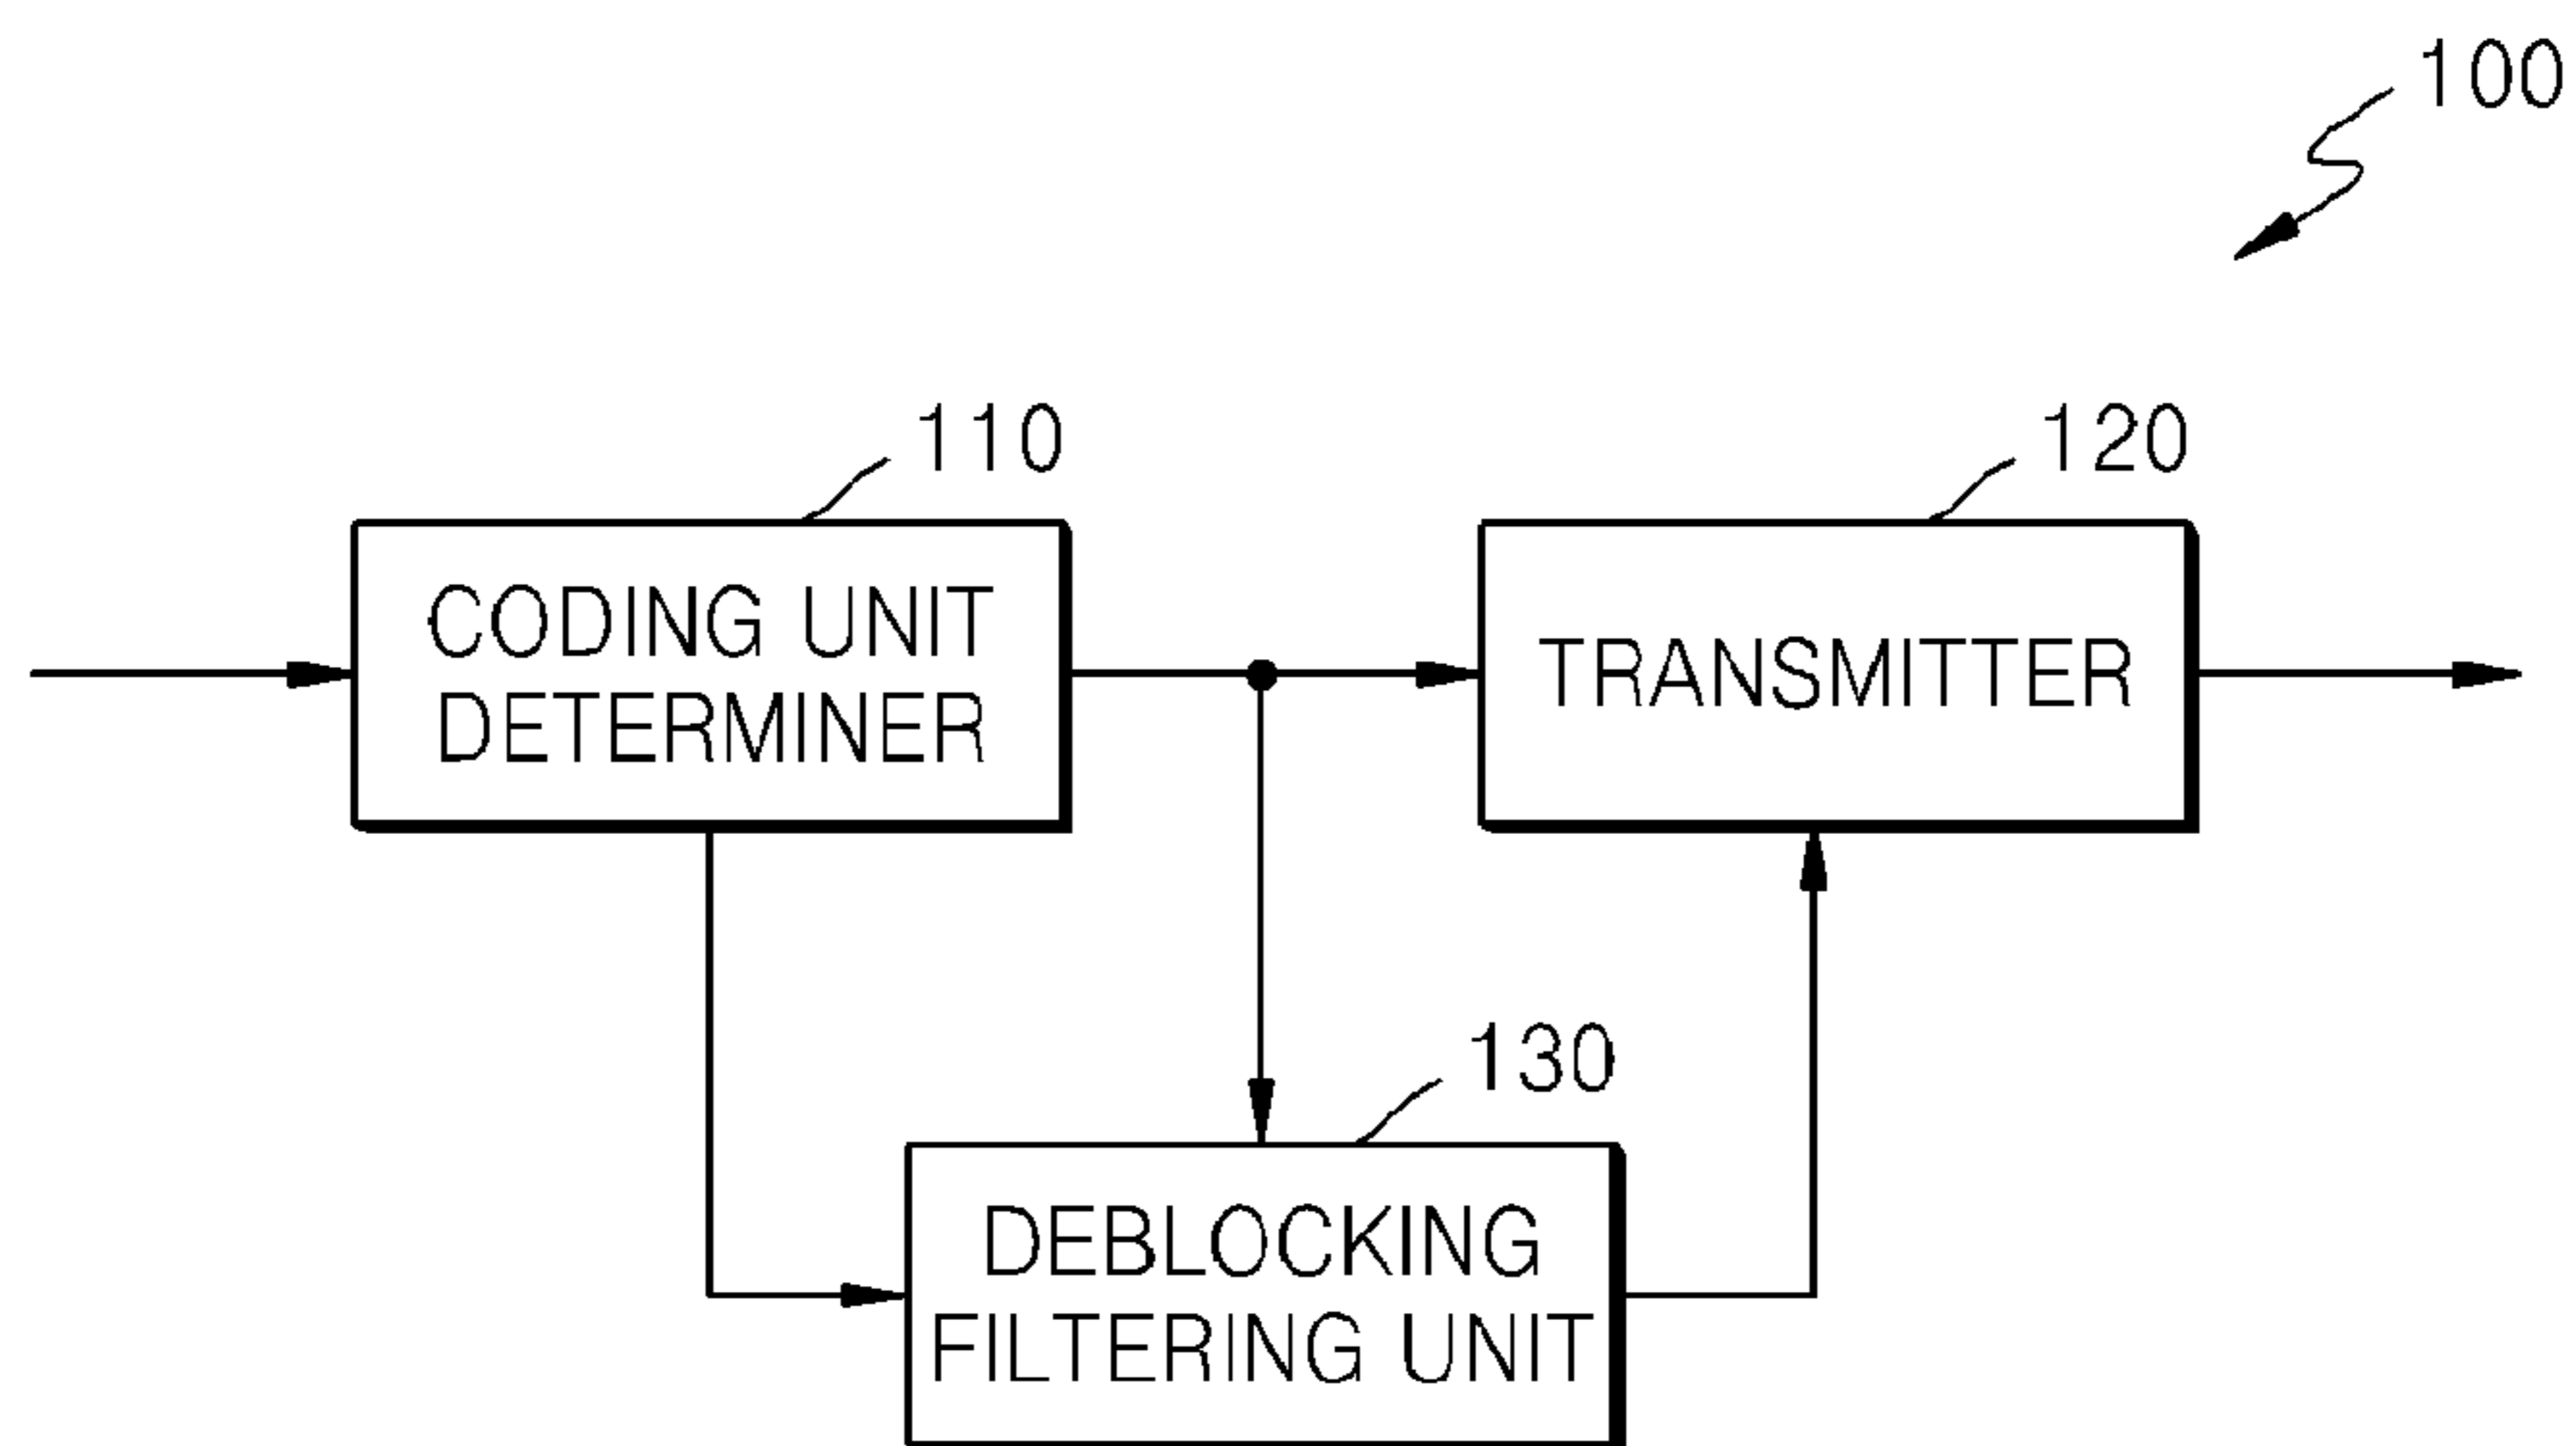 100
110
120
CODING UNIT
DETERMINER
TRANSMITTER
130
DEBLOCKING
FILTERING UNIT